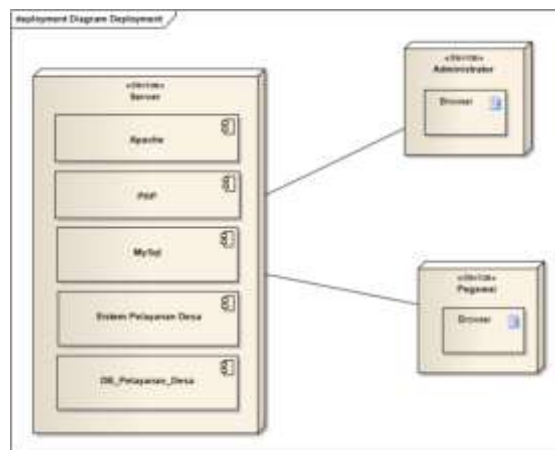 deployment Diagram Deployment
«device»
Server
Apache
PHP
MySql
Sistem Pelayanan Desa
DB_Pelayanan_Desa
«device»
Administrator
Browser
«device»
Pegawai
Browser